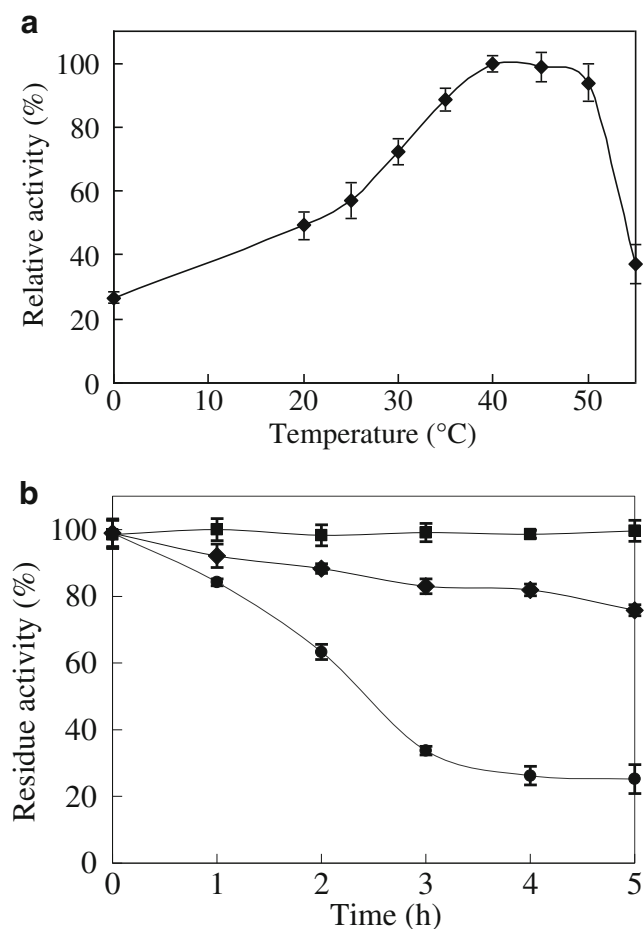 a
Relative activity (%)
100
80
60
40
20
0
0 10 20 30 40 50
Temperature (°C)
b
Residue activity (%)
100
80
60
40
20
0
0 1 2 3 4 5
Time (h)